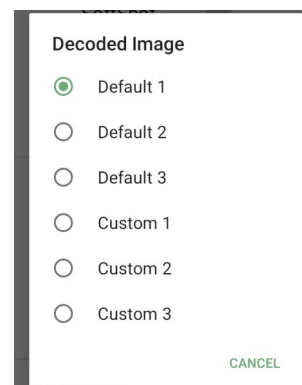 Decoded Image
Default 1
Default 2
Default 3
Custom 1
Custom 2
Custom 3
CANCEL